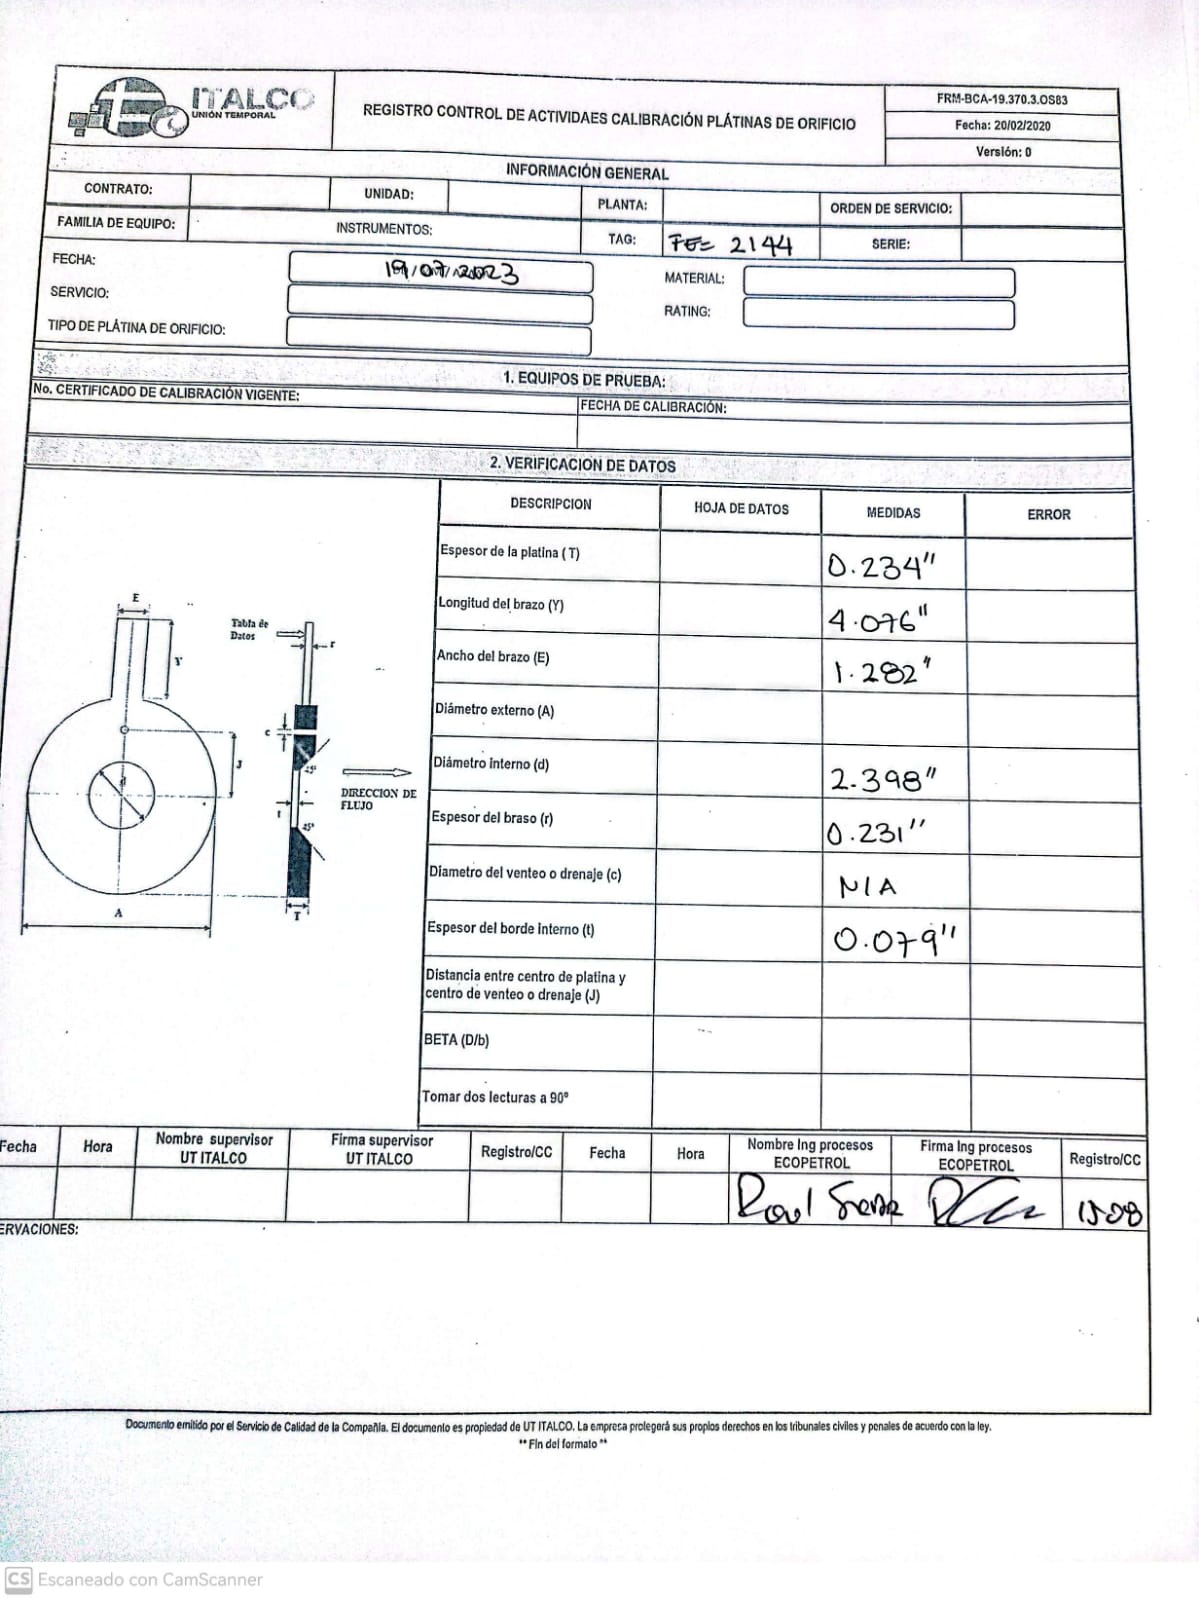 ITALCO
UNIÓN TEMPORAL
REGISTRO CONTROL DE ACTIVIDAES CALIBRACIÓN PLÁTINAS DE ORIFICIO
FRM-BCA-19.370.3.OS83
Fecha: 20/02/2020
Versión: 0
INFORMACIÓN GENERAL
CONTRATO:
UNIDAD:
PLANTA:
ORDEN DE SERVICIO:
FAMILIA DE EQUIPO:
INSTRUMENTOS:
TAG: FE= 2144
SERIE:
FECHA: 19/07/2023
MATERIAL:
SERVICIO:
RATING:
TIPO DE PLÁTINA DE ORIFICIO:
1. EQUIPOS DE PRUEBA:
No. CERTIFICADO DE CALIBRACIÓN VIGENTE:
FECHA DE CALIBRACIÓN:
2. VERIFICACION DE DATOS
DESCRIPCION HOJA DE DATOS MEDIDAS ERROR
Espesor de la platina (T) 0.234"
Longitud del brazo (Y) 4.076"
Ancho del brazo (E) 1.282"
Diámetro externo (A)
Diámetro interno (d) 2.398"
Espesor del braso (r) 0.231"
Diametro del venteo o drenaje (c) N/A
Espesor del borde interno (t) 0.079"
Distancia entre centro de platina y
centro de venteo o drenaje (J)
BETA (D/b)
Tomar dos lecturas a 90º
E
Y
J
d
A
Tabla de
Datos
r
c
45°
DIRECCION DE
FLUJO
t
45°
T
Fecha
Hora
Nombre supervisor
UT ITALCO
Firma supervisor
UT ITALCO
Registro/CC
Fecha
Hora
Nombre Ing procesos
ECOPETROL
Firma Ing procesos
ECOPETROL
Registro/CC
1508
ERVACIONES:
Documento emitido por el Servicio de Calidad de la Compañía. El documento es propiedad de UT ITALCO. La empresa protegerá sus propios derechos en los tribunales civiles y penales de acuerdo con la ley.
** Fin del formato **
CS Escaneado con CamScanner